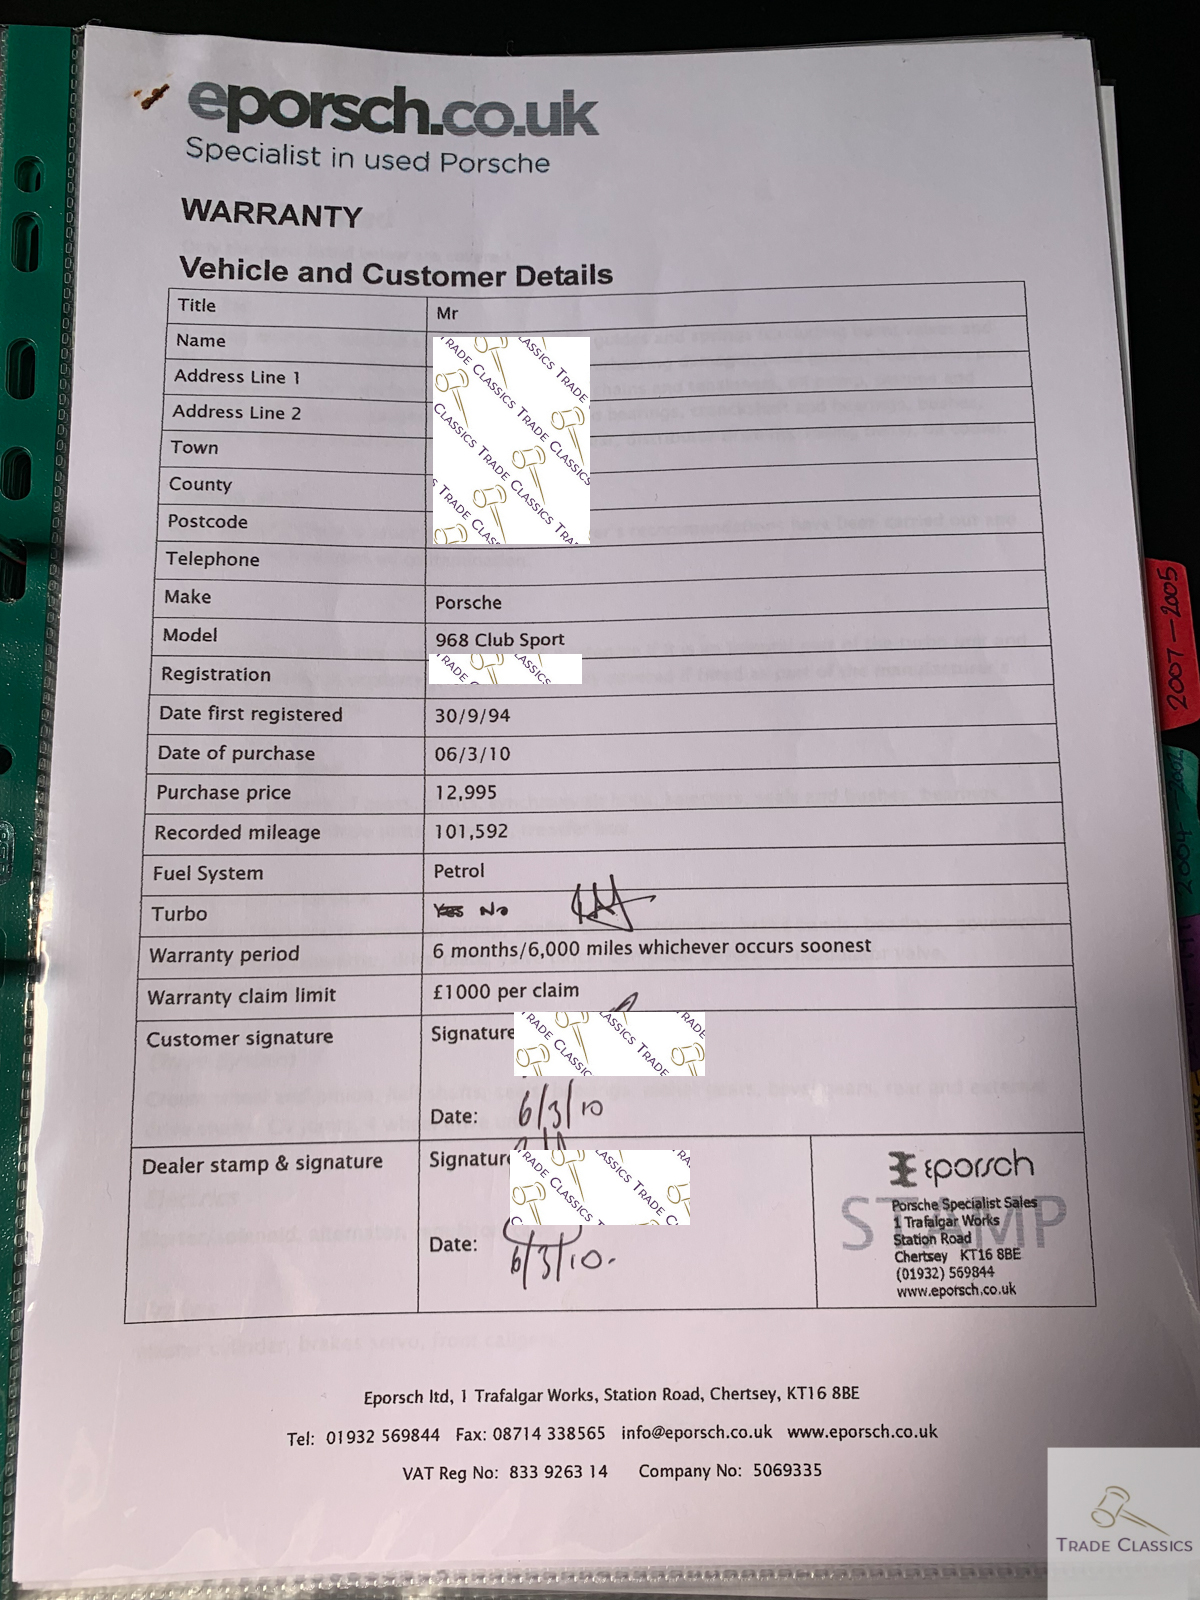 eporsch.co.uk
Specialist in used Porsche
WARRANTY
Vehicle and Customer Details
Title Mr
Name
Address Line 1
Address Line 2
Town
County
Postcode
Telephone
Make Porsche
Model 968 Club Sport
Registration
Date first registered 30/9/94
Date of purchase 06/3/10
Purchase price 12,995
Recorded mileage 101,592
Fuel System Petrol
Turbo YES No
Warranty period 6 months/6,000 miles whichever occurs soonest
Warranty claim limit £1000 per claim
Customer signature Signature
Date: 6/3/10
Dealer stamp & signature Signature
Date: 6/3/10.
STAMP
eporsch
Porsche Specialist Sales
1 Trafalgar Works
Station Road
Chertsey KT16 8BE
(01932) 569844
www.eporsch.co.uk
Eporsch ltd, 1 Trafalgar Works, Station Road, Chertsey, KT16 8BE
Tel: 01932 569844 Fax: 08714 338565 info@eporsch.co.uk www.eporsch.co.uk
VAT Reg No: 833 9263 14 Company No: 5069335
2007-2005
2004-2002
TRADE CLASSICS